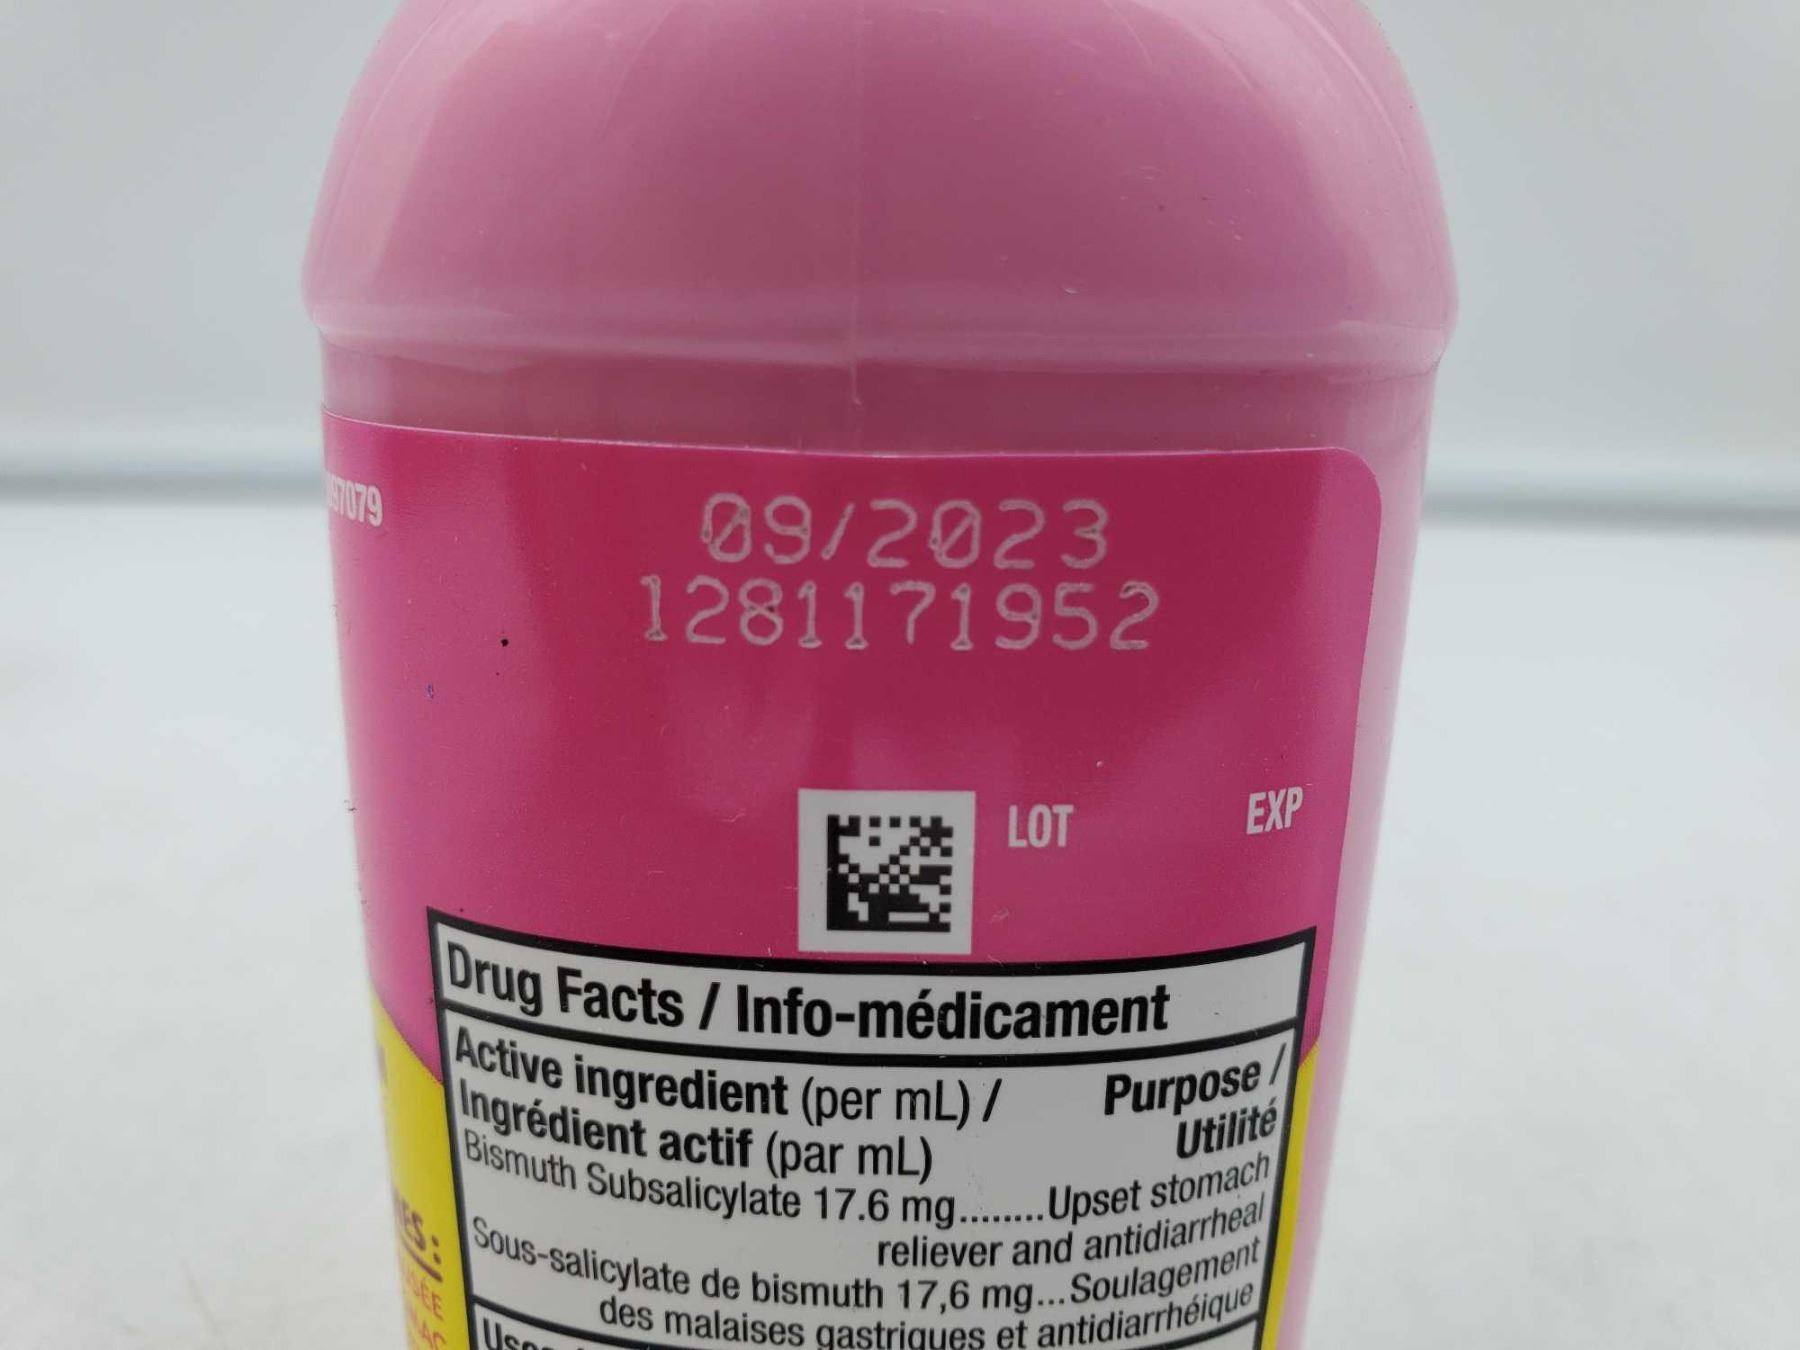 97079
09/2023
1281171952
LOT EXP
Drug Facts / Info-médicament
Active ingredient (per mL) / Purpose /
Ingrédient actif (par mL) Utilité
Bismuth Subsalicylate 17.6 mg........Upset stomach
reliever and antidiarrheal
Sous-salicylate de bismuth 17,6 mg...Soulagement
des malaises gastriques et antidiarrhéique